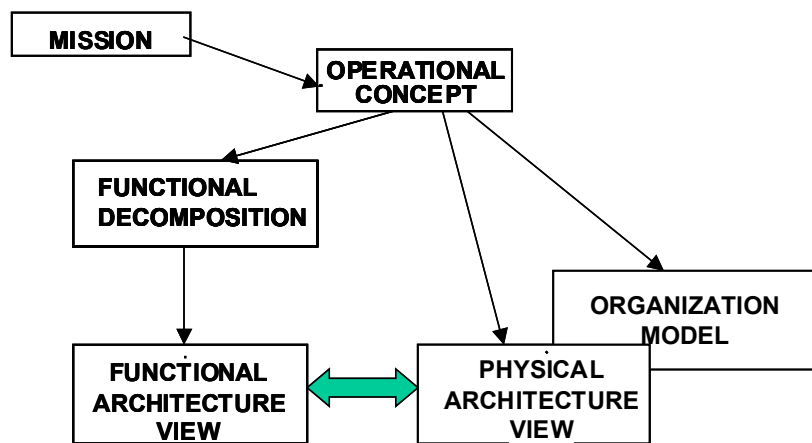 MISSION
OPERATIONAL
CONCEPT
FUNCTIONAL
DECOMPOSITION
ORGANIZATION
MODEL
FUNCTIONAL
ARCHITECTURE
VIEW
PHYSICAL
ARCHITECTURE
VIEW